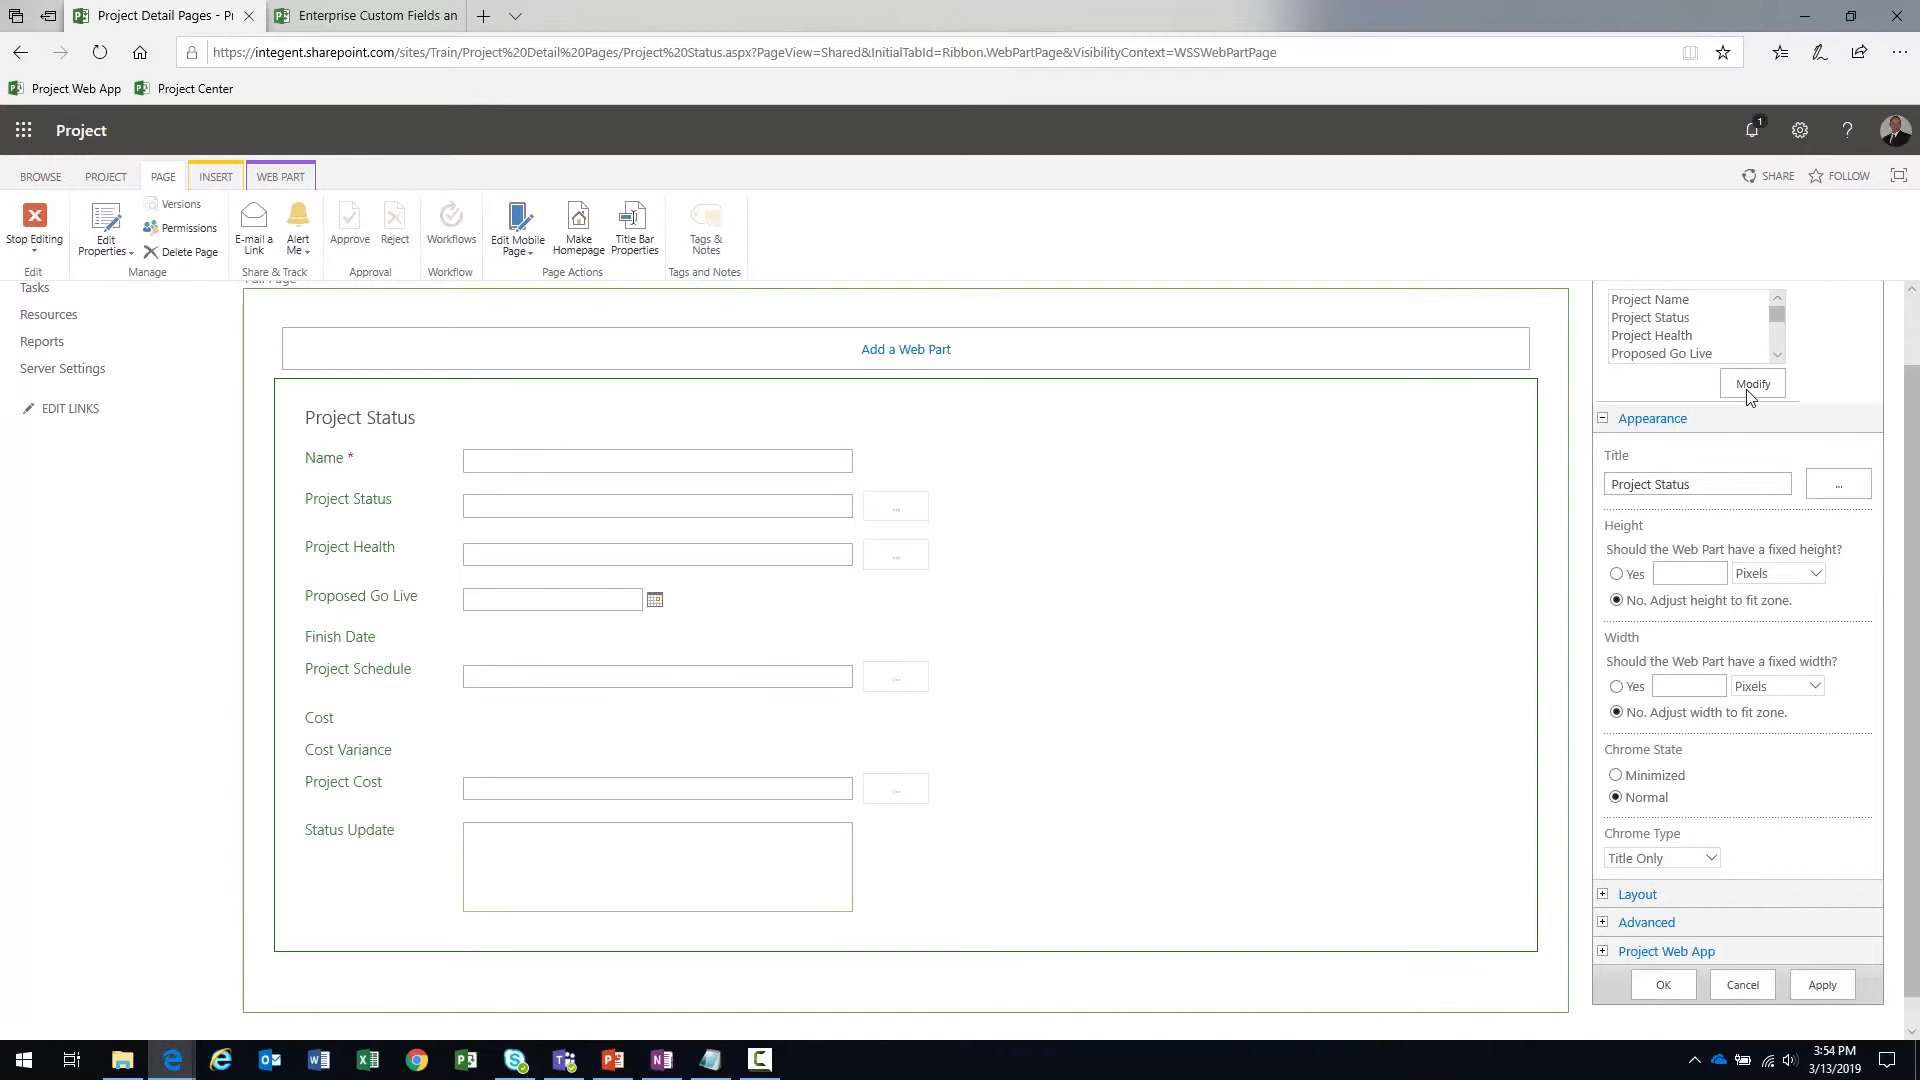 Project Detail Pages - Pr
Enterprise Custom Fields an
https://integent.sharepoint.com/sites/Train/Project%20Detail%20Pages/Project%20Status.aspx?PageView=Shared&InitialTabId=Ribbon.WebPartPage&VisibilityContext=WSSWebPartPage
Project Web App
Project Center
Project
1
BROWSE
PROJECT
PAGE
INSERT
WEB PART
SHARE
FOLLOW
Stop Editing
Edit
Edit Properties
Versions
Permissions
Delete Page
Manage
E-mail a Link
Alert Me
Share & Track
Approve
Reject
Approval
Workflows
Workflow
Edit Mobile Page
Make Homepage
Title Bar Properties
Page Actions
Tags & Notes
Tags and Notes
Tasks
Resources
Reports
Server Settings
EDIT LINKS
Add a Web Part
Project Status
Name *
Project Status
...
Project Health
...
Proposed Go Live
Finish Date
Project Schedule
...
Cost
Cost Variance
Project Cost
...
Status Update
Project Name
Project Status
Project Health
Proposed Go Live
Modify
Appearance
Title
Project Status
...
Height
Should the Web Part have a fixed height?
Yes
Pixels
No. Adjust height to fit zone.
Width
Should the Web Part have a fixed width?
Yes
Pixels
No. Adjust width to fit zone.
Chrome State
Minimized
Normal
Chrome Type
Title Only
Layout
Advanced
Project Web App
OK
Cancel
Apply
3:54 PM
3/13/2019